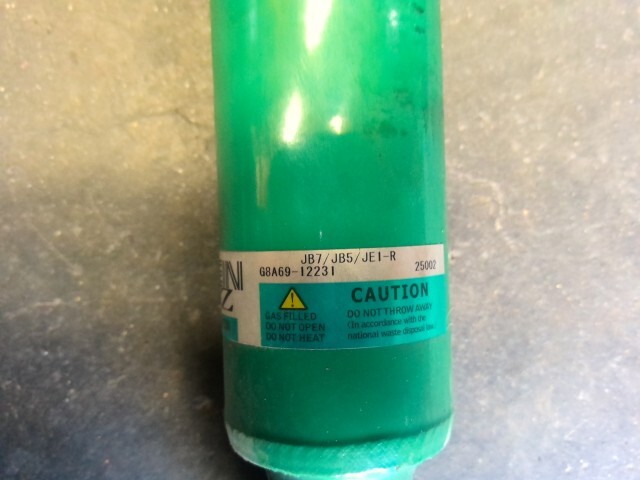 JB7/JB5/JE1-R
G8A69-12231 25002
N
Z
CAUTION
GAS FILLED
DO NOT OPEN
DO NOT HEAT
DO NOT THROW AWAY
(In accordance with the
national waste disposal law.